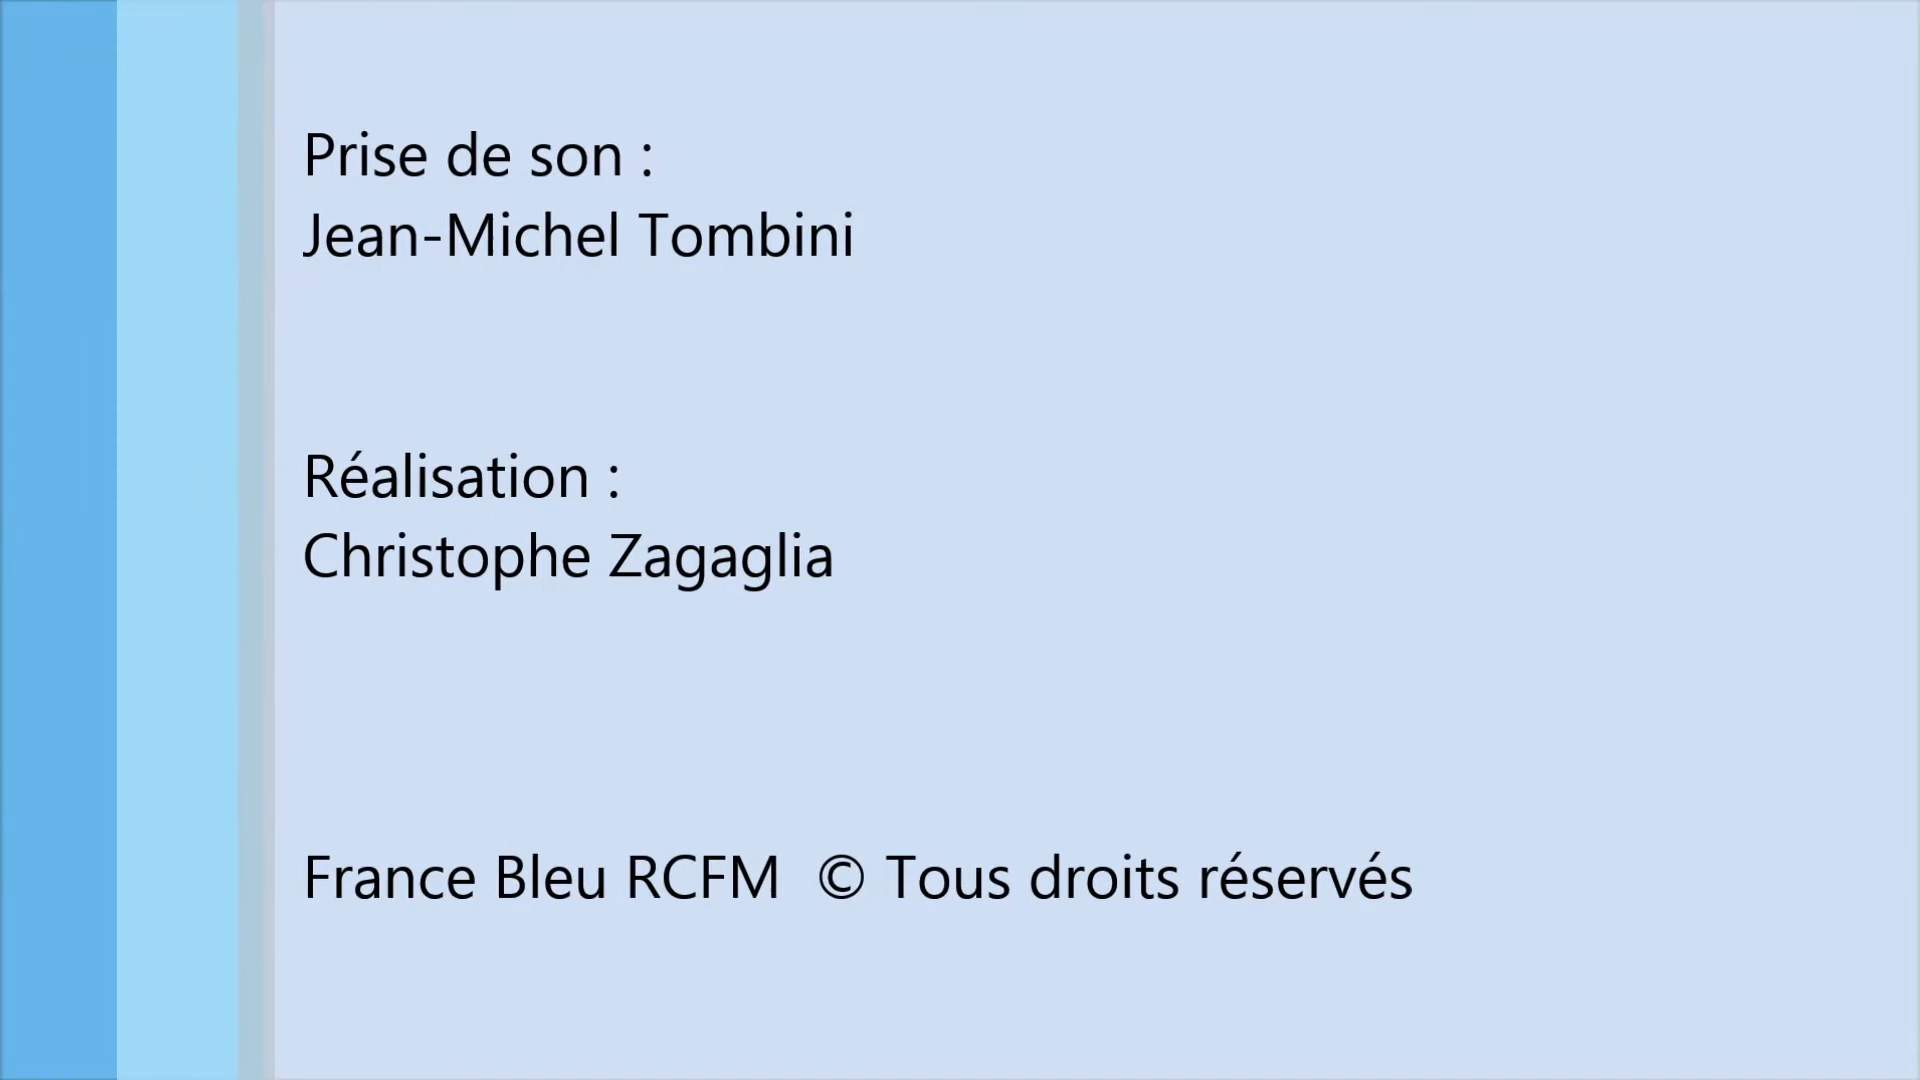 Prise de son :
Jean-Michel Tombini
Réalisation :
Christophe Zagaglia
France Bleu RCFM  © Tous droits réservés